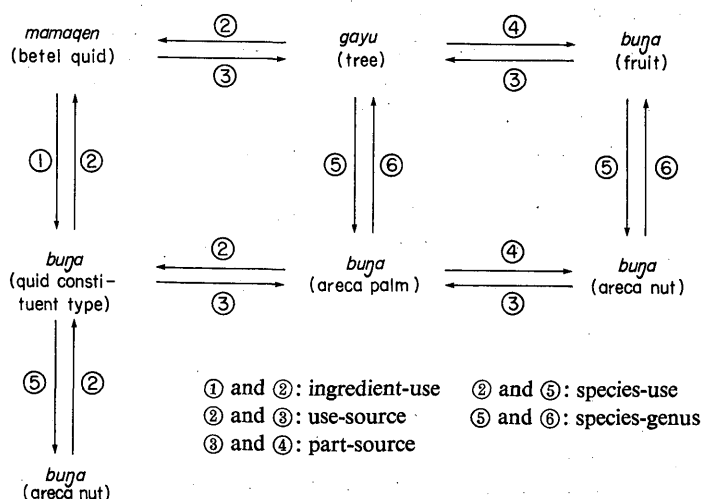 mamaqen gayu buŋa
(betel quid) (tree) (fruit)
② ④
③ ③
① ② ⑤ ⑥ ⑤ ⑥
buŋa buŋa buŋa
(quid consti- (areca palm) (areca nut)
tuent type)
② ④
③ ③
⑤ ②
① and ②: ingredient-use ② and ⑤: species-use
② and ③: use-source ⑤ and ⑥: species-genus
③ and ④: part-source
buŋa
(areca nut)